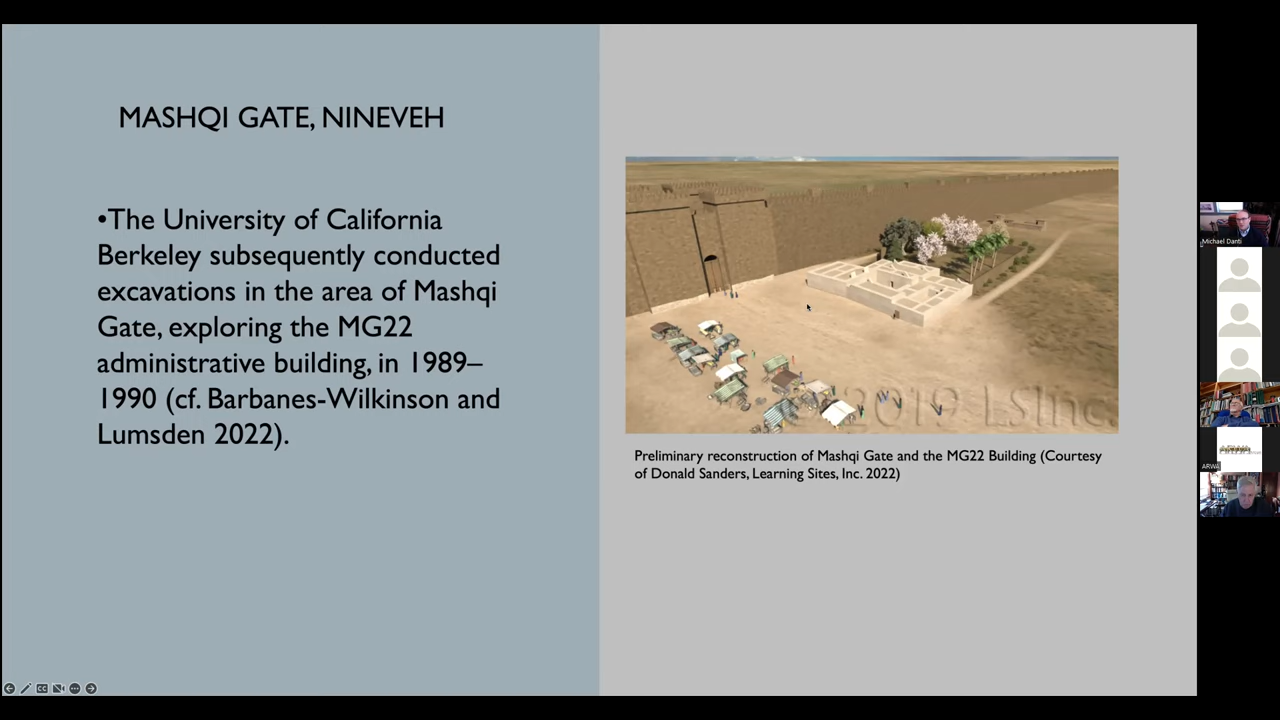 MASHQI GATE, NINEVEH
•The University of California
Berkeley subsequently conducted
excavations in the area of Mashqi
Gate, exploring the MG22
administrative building, in 1989–
1990 (cf. Barbanes-Wilkinson and
Lumsden 2022).
2019 LSInc.
Preliminary reconstruction of Mashqi Gate and the MG22 Building (Courtesy
of Donald Sanders, Learning Sites, Inc. 2022)
Michael Danti
ARWA